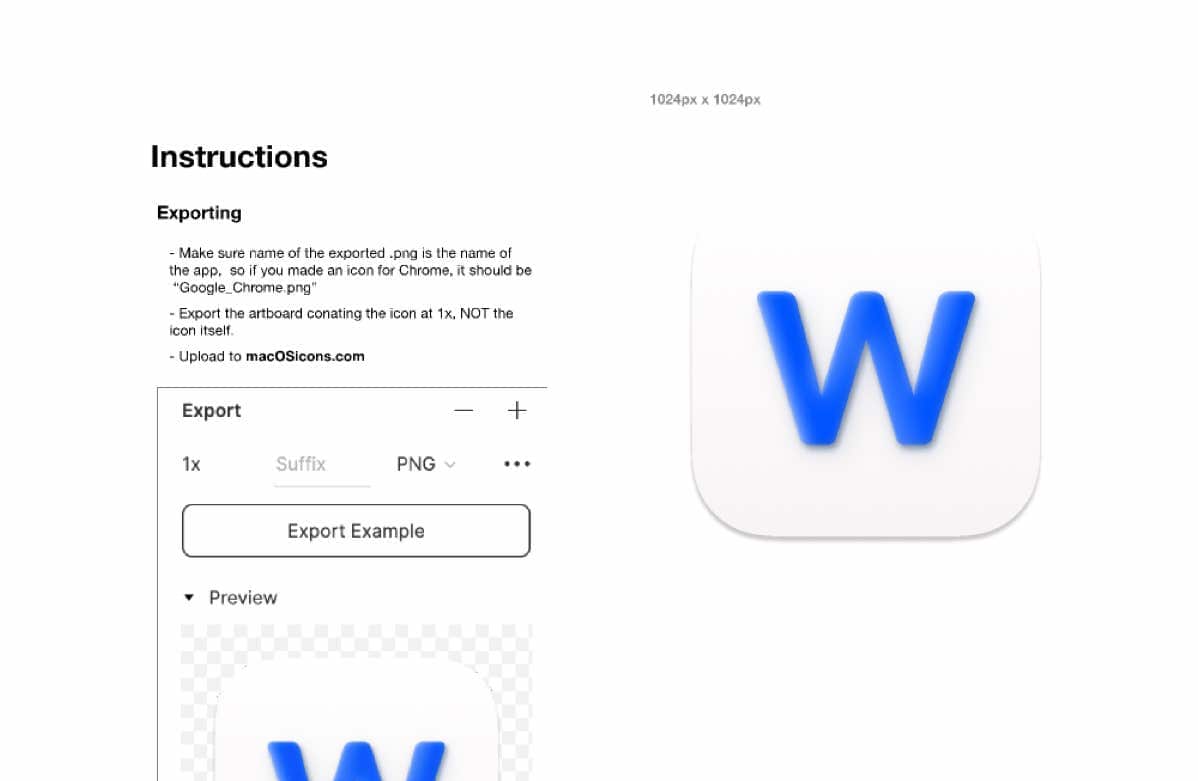 1024px x 1024px
Instructions
Exporting
- Make sure name of the exported .png is the name of
the app,  so if you made an icon for Chrome, it should be
“Google_Chrome.png”
- Export the artboard conating the icon at 1x, NOT the
icon itself.
- Upload to macOSicons.com
Export
1x Suffix PNG
Export Example
Preview
W
W